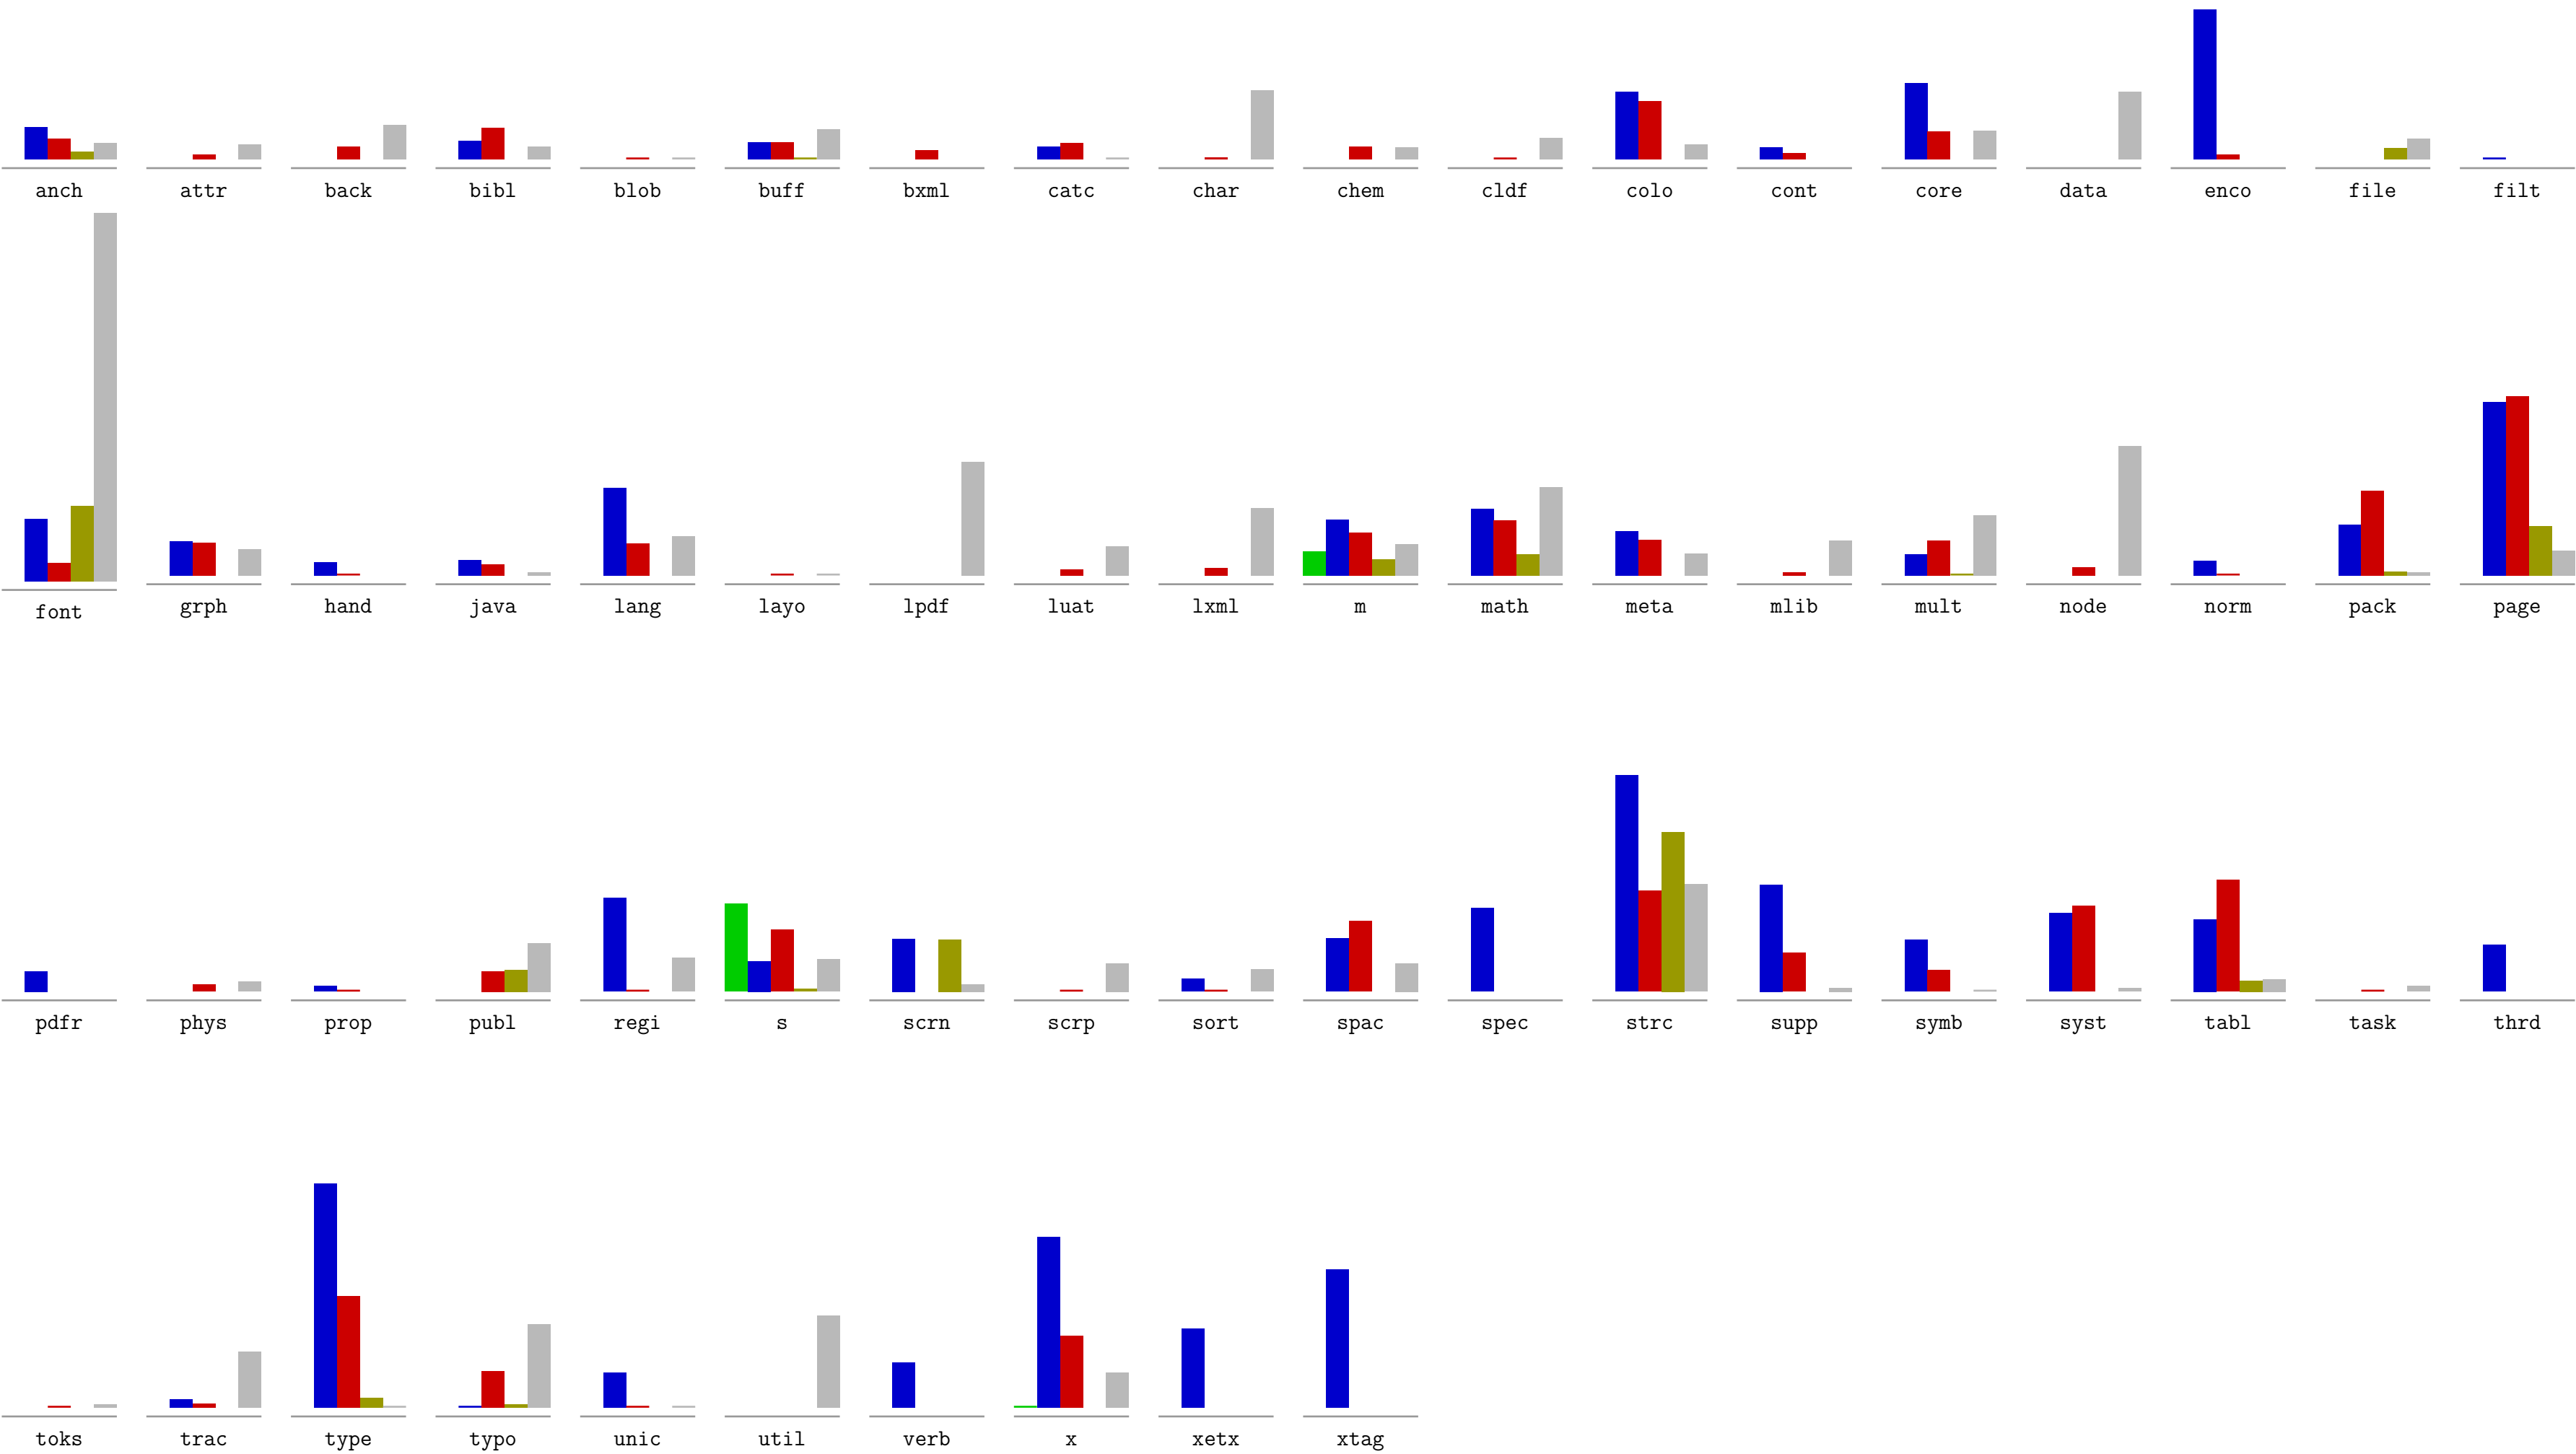 anch attr back bibl blob buff bxml catc char chem cldf colo cont core data enco file filt
font grph hand java lang layo lpdf luat lxml m math meta mlib mult node norm pack page
pdfr phys prop publ regi s scrn scrp sort spac spec strc supp symb syst tabl task thrd
toks trac type typo unic util verb x xetx xtag